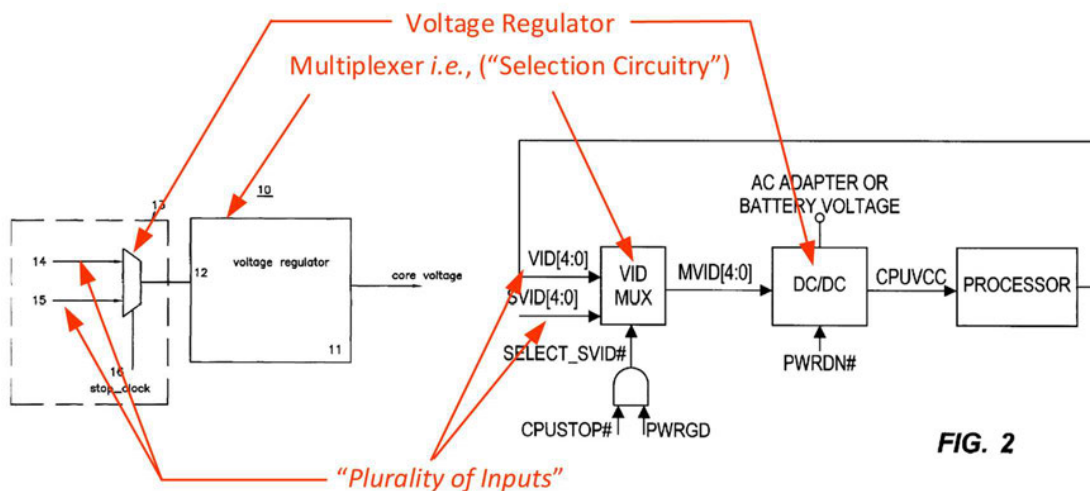 Voltage Regulator
Multiplexer i.e., (“Selection Circuitry”)
10
13
14
15
16
stop_clock
12
voltage regulator
11
core voltage
VID[4:0]
SVID[4:0]
VID
MUX
SELECT_SVID#
CPUSTOP#
PWRGD
MVID[4:0]
AC ADAPTER OR
BATTERY VOLTAGE
DC/DC
PWRDN#
CPUVCC
PROCESSOR
“Plurality of Inputs”
FIG. 2